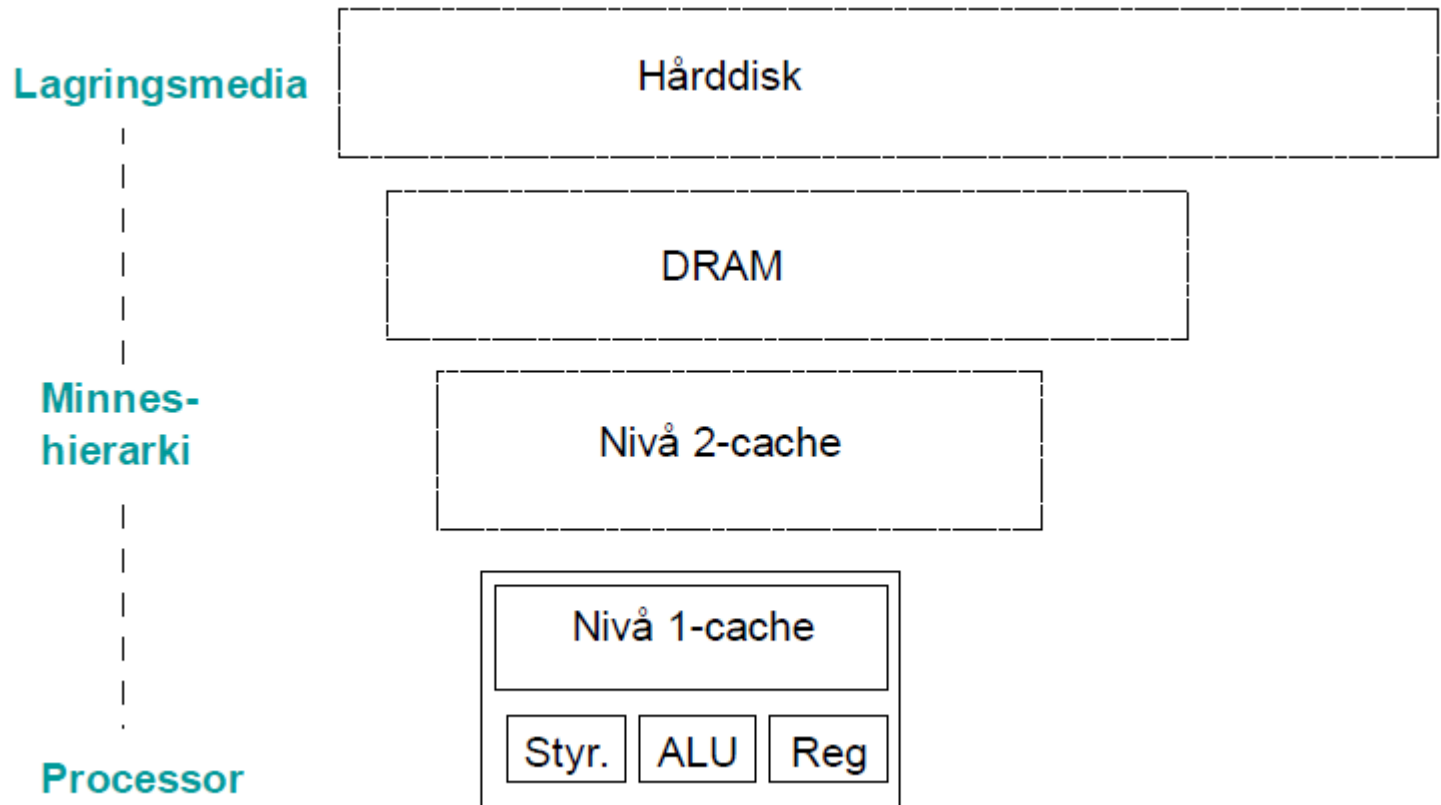 Hårddisk
Lagringsmedia
DRAM
Minnes-
hierarki
Nivå 2-cache
Nivå 1-cache
Styr. ALU Reg
Processor